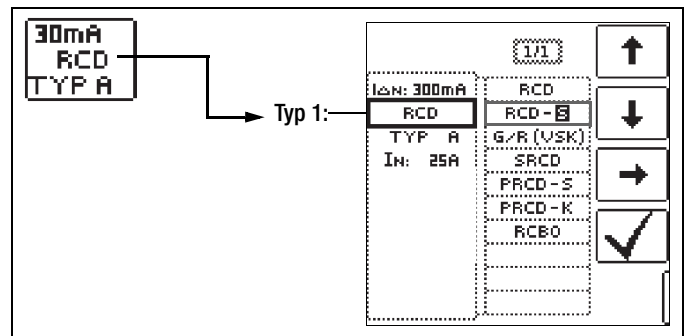 30mA
RCD
TYP A
Typ 1:
1/1
I∆N: 300mA
RCD
TYP A
IN: 25A
RCD
RCD-S
G/R (VSK)
SRCD
PRCD-S
PRCD-K
RCBO